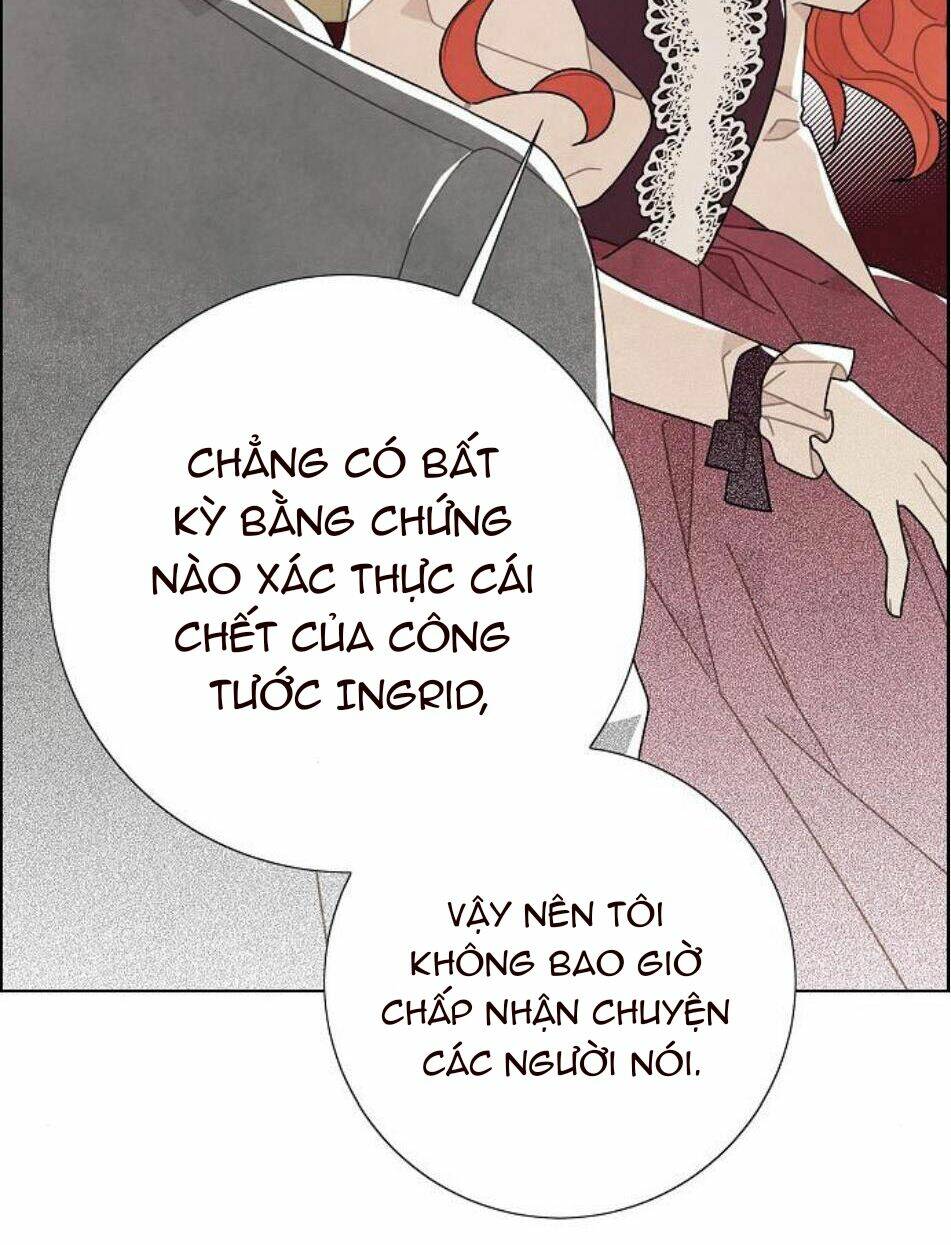 CHẲNG CÓ BẤT
KỲ BẰNG CHỨNG
NÀO XÁC THỰC CÁI
CHẾT CỦA CÔNG
TƯỚC INGRID,
VẬY NÊN TÔI
KHÔNG BAO GIỜ
CHẤP NHẬN CHUYỆN
CÁC NGƯỜI NÓI.